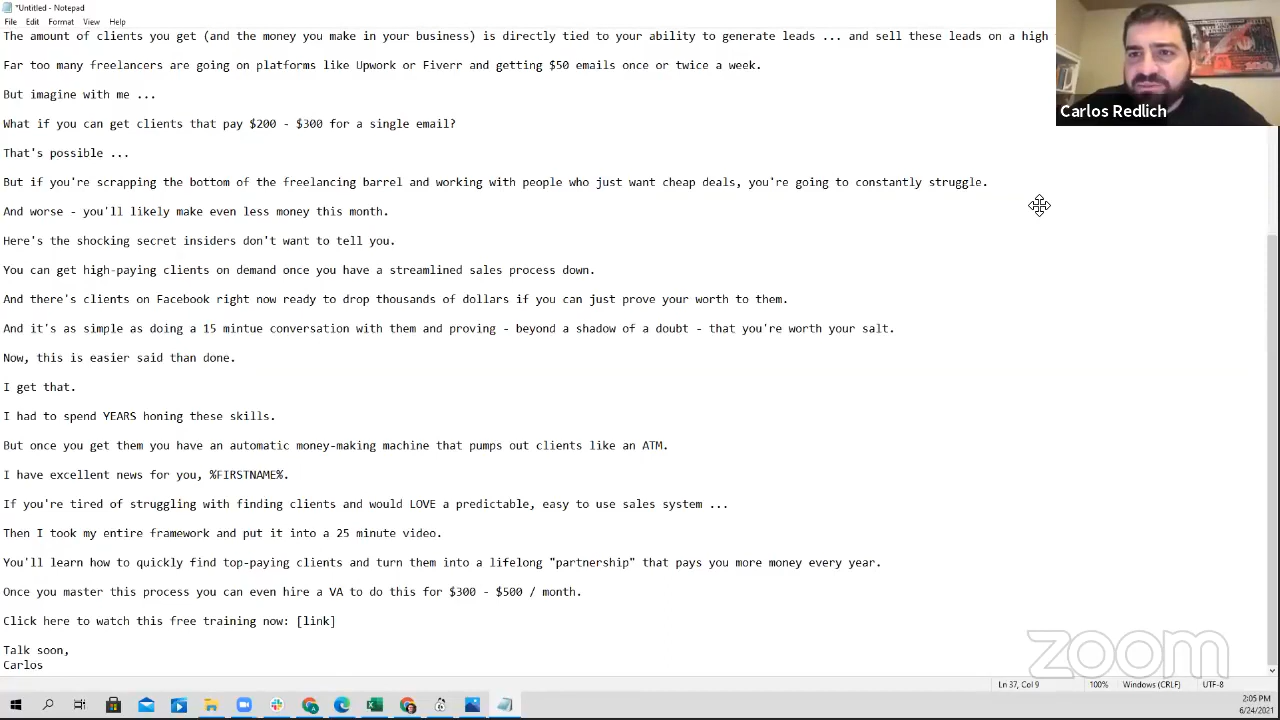 *Untitled - Notepad
File Edit Format View Help
The amount of clients you get (and the money you make in your business) is directly tied to your ability to generate leads ... and sell these leads on a high
Far too many freelancers are going on platforms like Upwork or Fiverr and getting $50 emails once or twice a week.
But imagine with me ...
What if you can get clients that pay $200 - $300 for a single email?
That's possible ...
But if you're scrapping the bottom of the freelancing barrel and working with people who just want cheap deals, you're going to constantly struggle.
And worse - you'll likely make even less money this month.
Here's the shocking secret insiders don't want to tell you.
You can get high-paying clients on demand once you have a streamlined sales process down.
And there's clients on Facebook right now ready to drop thousands of dollars if you can just prove your worth to them.
And it's as simple as doing a 15 mintue conversation with them and proving - beyond a shadow of a doubt - that you're worth your salt.
Now, this is easier said than done.
I get that.
I had to spend YEARS honing these skills.
But once you get them you have an automatic money-making machine that pumps out clients like an ATM.
I have excellent news for you, %FIRSTNAME%.
If you're tired of struggling with finding clients and would LOVE a predictable, easy to use sales system ...
Then I took my entire framework and put it into a 25 minute video.
You'll learn how to quickly find top-paying clients and turn them into a lifelong "partnership" that pays you more money every year.
Once you master this process you can even hire a VA to do this for $300 - $500 / month.
Click here to watch this free training now: [link]
Talk soon,
Carlos
Carlos Redlich
zoom
Ln 37, Col 9 100% Windows (CRLF) UTF-8
2:05 PM
6/24/2021